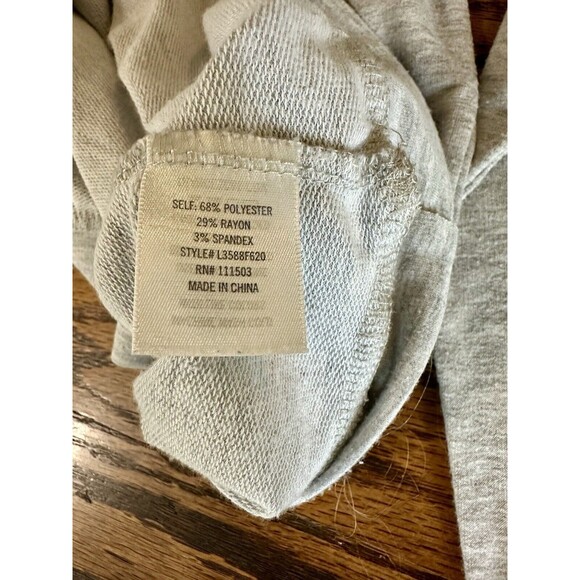 SELF: 68% POLYESTER
29% RAYON
3% SPANDEX
STYLE# L3588F620
RN# 111503
MADE IN CHINA